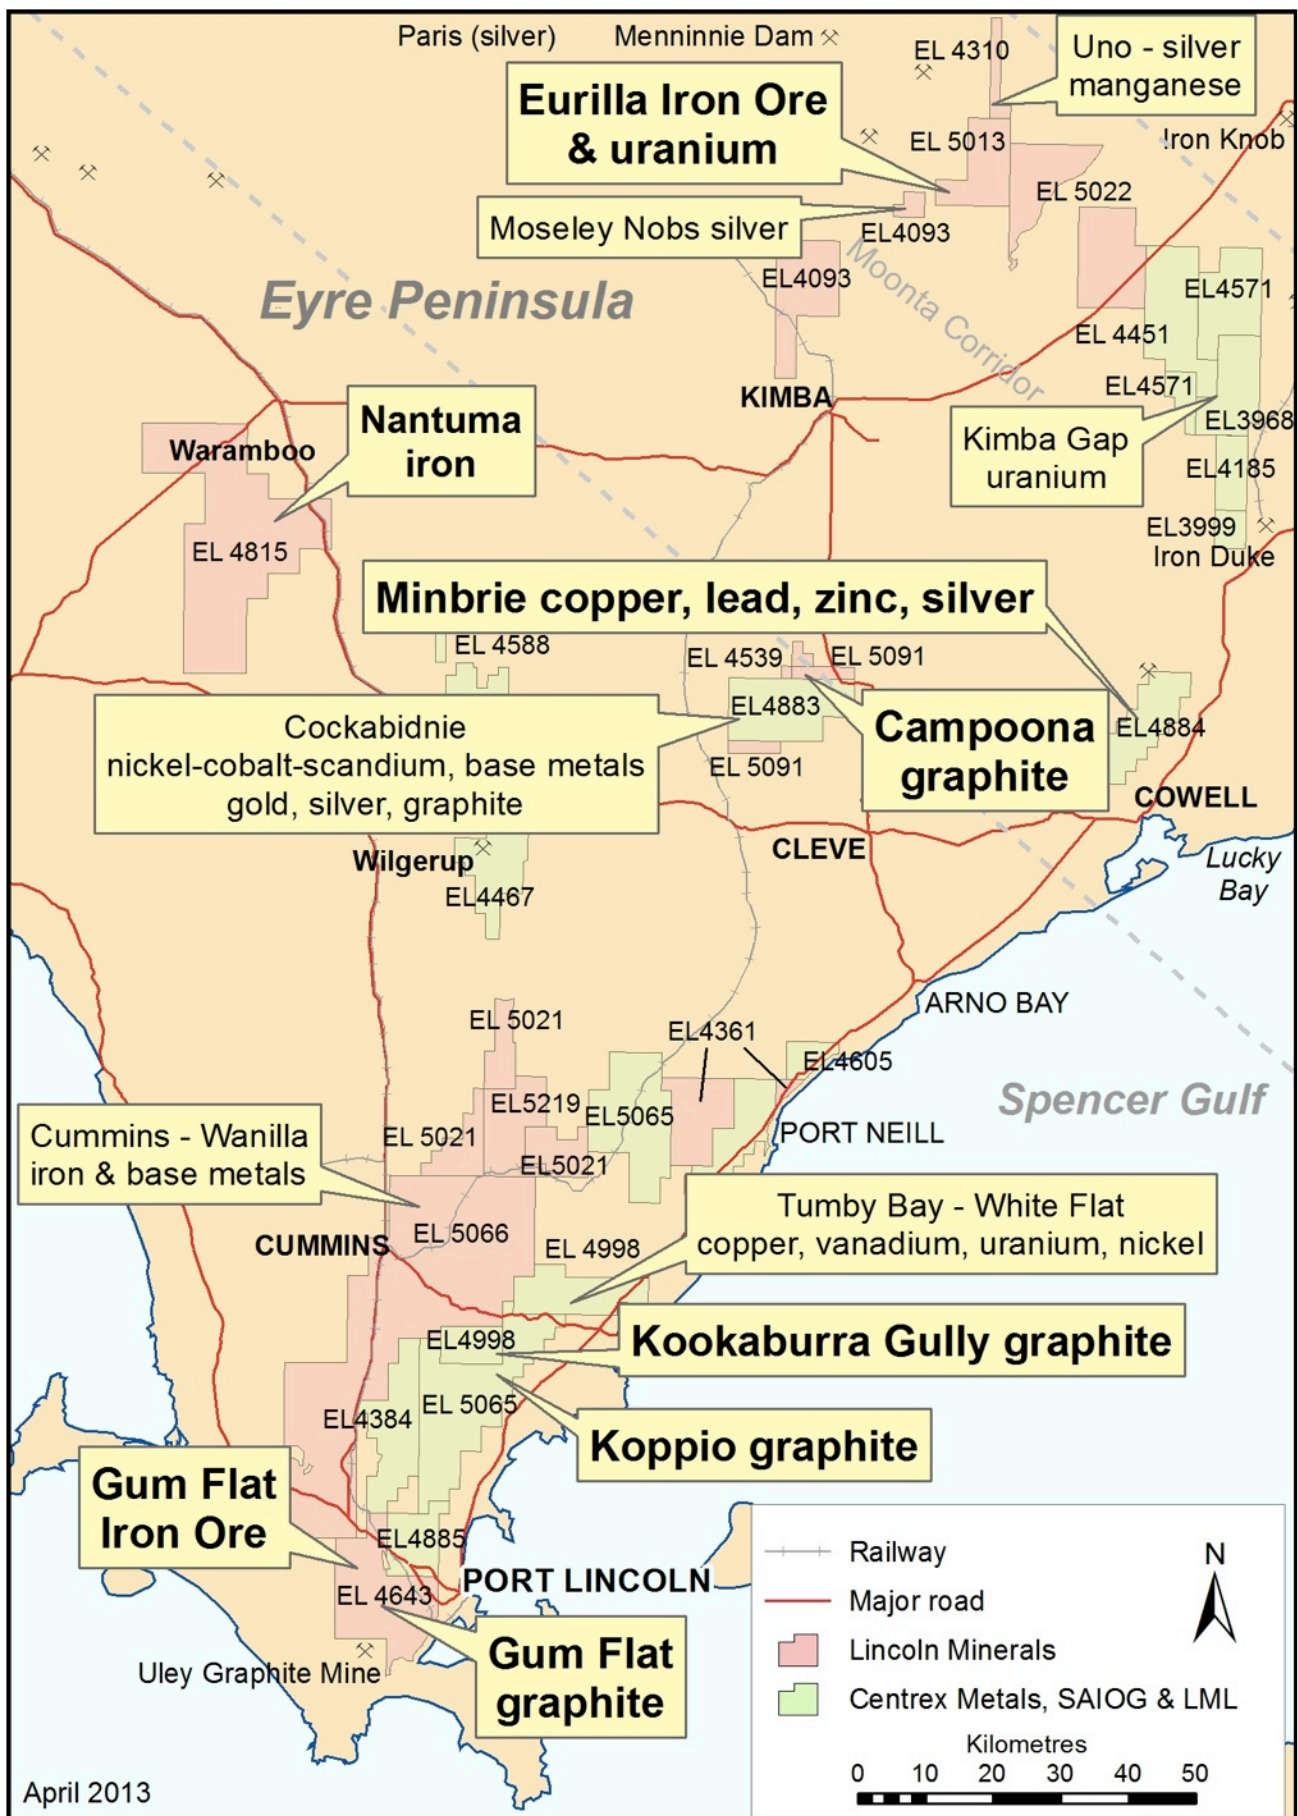 Paris (silver)
Menninnie Dam
EL 4310
Uno - silver
manganese
Eurilla Iron Ore
& uranium
EL 5013
Iron Knob
EL 5022
Moseley Nobs silver
EL4093
EL4093
Moonta Corridor
Eyre Peninsula
EL4571
EL 4451
EL4571
KIMBA
EL3968
Kimba Gap
uranium
Nantuma
iron
Warramboo
EL4185
EL3999
Iron Duke
EL 4815
Minbrie copper, lead, zinc, silver
EL 4588
EL 4539
EL 5091
EL4883
EL4884
Cockabidnie
nickel-cobalt-scandium, base metals
gold, silver, graphite
Campoona
graphite
EL 5091
COWELL
CLEVE
Wilgerup
Lucky
Bay
EL4467
ARNO BAY
EL 5021
EL4361
EL4605
Spencer Gulf
EL5219
EL5065
EL 5021
PORT NEILL
Cummins - Wanilla
iron & base metals
EL5021
Tumby Bay - White Flat
copper, vanadium, uranium, nickel
EL 5066
CUMMINS
EL 4998
EL4998
Kookaburra Gully graphite
EL 5065
EL4384
Koppio graphite
Gum Flat
Iron Ore
EL4885
PORT LINCOLN
EL 4643
Gum Flat
graphite
Uley Graphite Mine
Railway
N
Major road
Lincoln Minerals
Centrex Metals, SAIOG & LML
Kilometres
0 10 20 30 40 50
April 2013